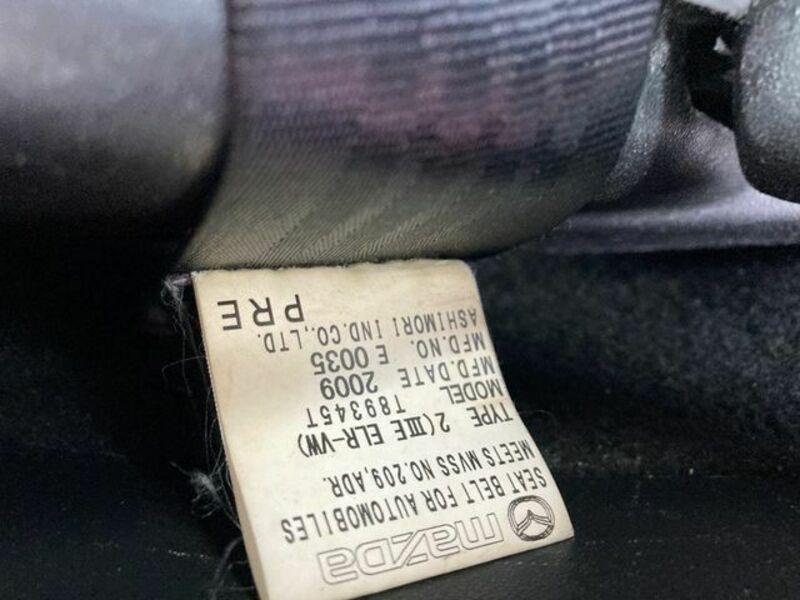 mazda
SEAT BELT FOR AUTOMOBILES
MEETS MVSS NO.209,ADR.
TYPE 2(IIIE ELR-VW)
MODEL T89345T
MFD.DATE 2009
MFD.NO. E 0035
ASHIMORI IND.CO.,LTD.
PRE